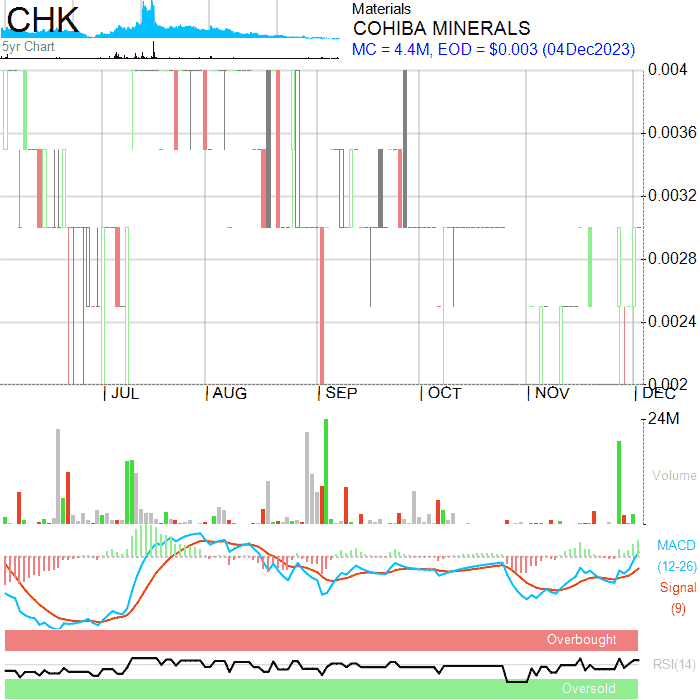 CHK
5yr Chart
Materials
COHIBA MINERALS
MC = 4.4M, EOD = $0.003 (04Dec2023)
0.004
0.0036
0.0032
0.0028
0.0024
0.002
JUL AUG SEP OCT NOV DEC
24M
Volume
MACD
(12-26)
Signal
(9)
Overbought
RSI(14)
Oversold